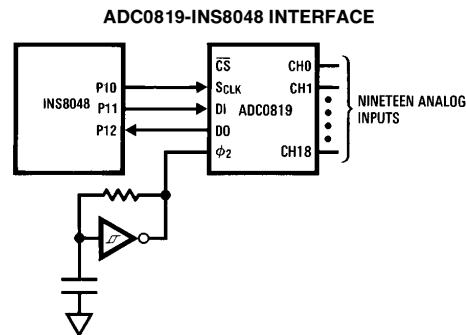 ADC0819-INS8048 INTERFACE
CS
P10
SCLK
CH0
CH1
INS8048
P11
DI
ADC0819
NINETEEN ANALOG
INPUTS
P12
DO
ϕ2
CH18